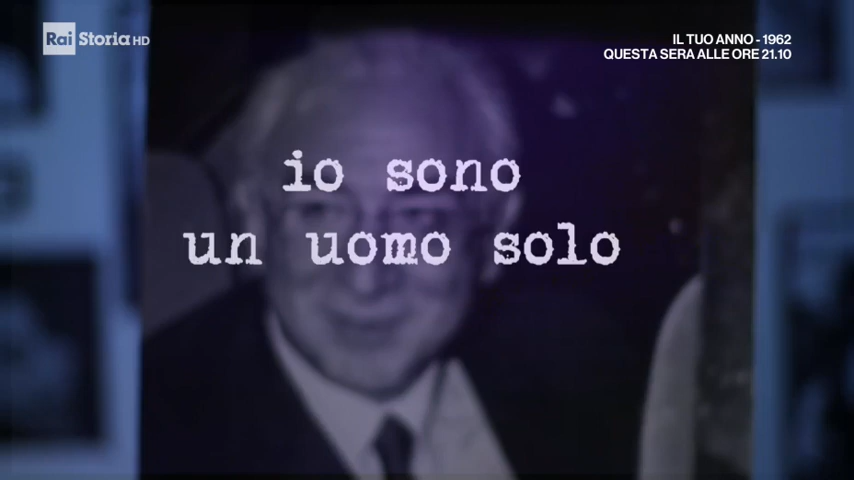 Rai Storia HD
IL TUO ANNO - 1962
QUESTA SERA ALLE ORE 21.10
io sono
un uomo solo